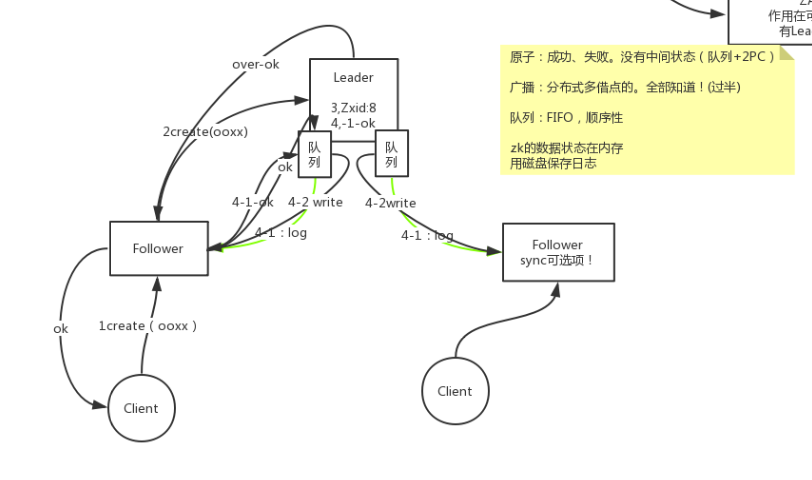 ZA
作用在可
有Lea
原子：成功、失败。没有中间状态（队列+2PC）
广播：分布式多借点的。全部知道！(过半)
队列：FIFO，顺序性
zk的数据状态在内存
用磁盘保存日志
over-ok
Leader
3,Zxid:8
4,-1-ok
2create(ooxx)
队
列
队
列
ok
4-1-ok
4-2 write
4-2write
4-1：log
4-1：log
Follower
Follower
sync可选项！
ok
1create（ooxx）
Client
Client